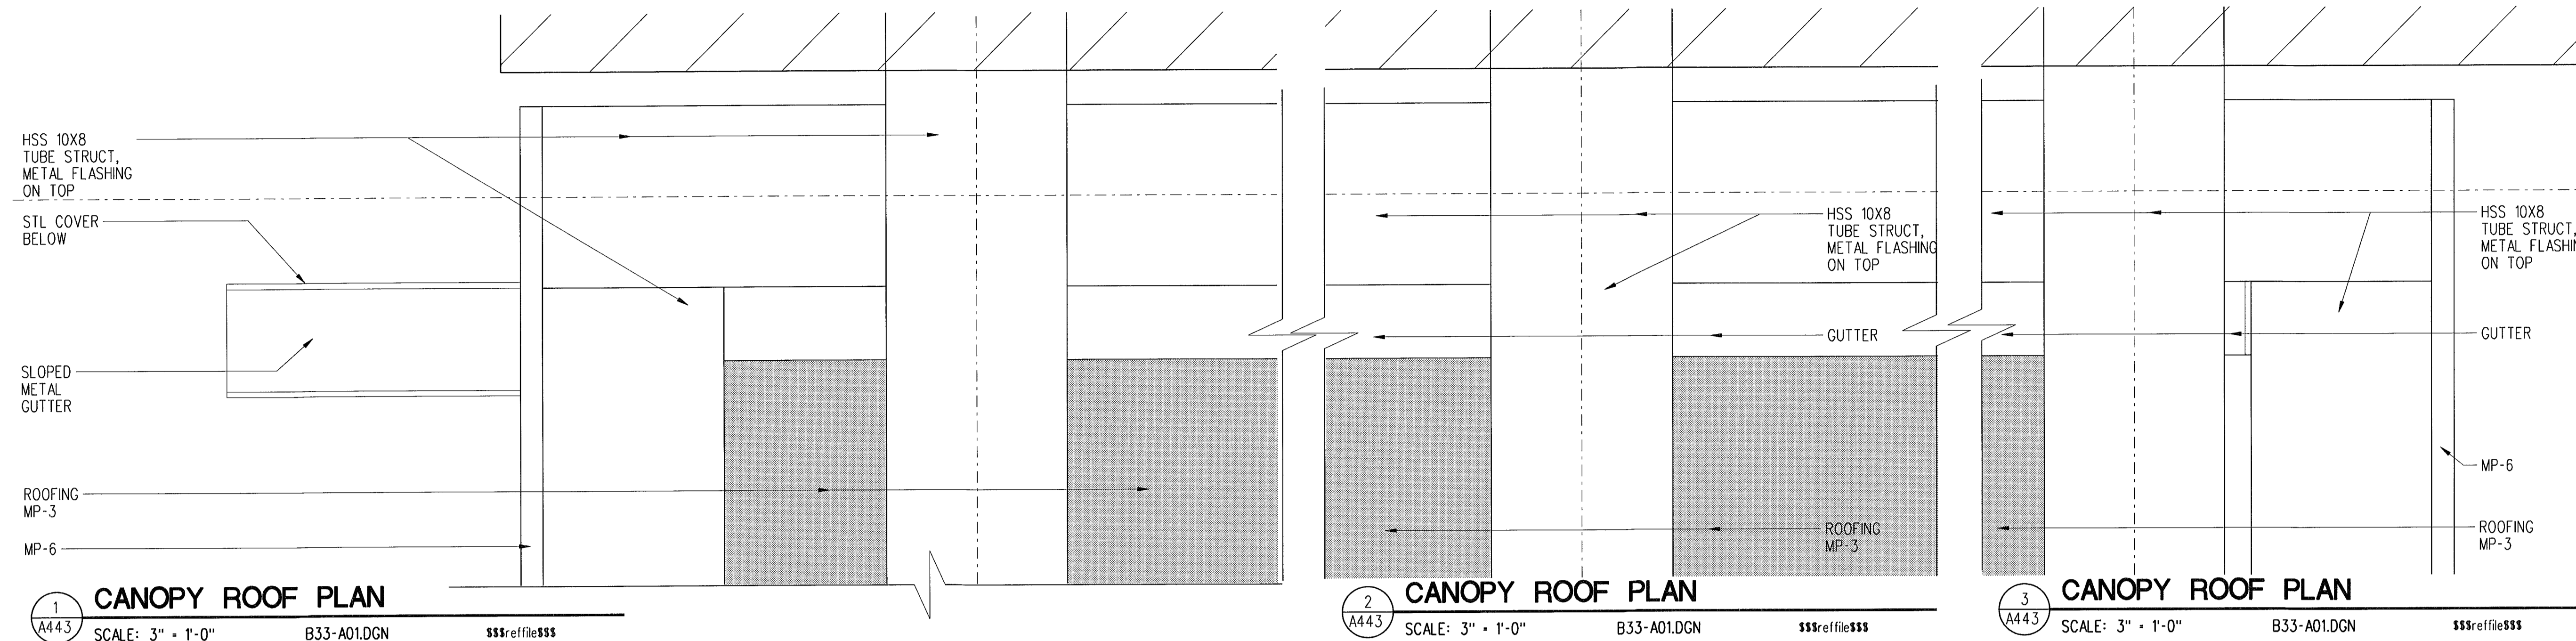 HSS 10X8
TUBE STRUCT,
METAL FLASHING
ON TOP
STL COVER
BELOW
SLOPED
METAL
GUTTER
ROOFING
MP-3
MP-6
1
A443
CANOPY ROOF PLAN
SCALE: 3" = 1'-0"
B33-A01.DGN
$$$reffile$$$
HSS 10X8
TUBE STRUCT,
METAL FLASHING
ON TOP
GUTTER
ROOFING
MP-3
2
A443
CANOPY ROOF PLAN
SCALE: 3" = 1'-0"
B33-A01.DGN
$$$reffile$$$
HSS 10X8
TUBE STRUCT,
METAL FLASHI
ON TOP
GUTTER
MP-6
ROOFING
MP-3
3
A443
CANOPY ROOF PLAN
SCALE: 3" = 1'-0"
B33-A01.DGN
$$$reffile$$$